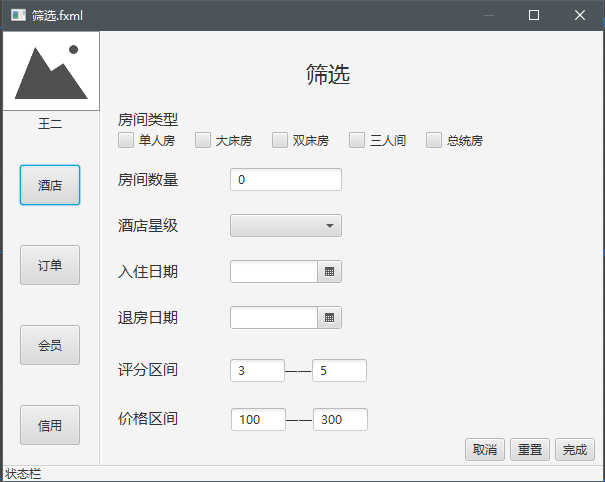 筛选.fxml
王二
酒店
订单
会员
信用
筛选
房间类型
单人房 大床房 双床房 三人间 总统房
房间数量 0
酒店星级
入住日期
退房日期
评分区间 3 —— 5
价格区间 100 —— 300
取消 重置 完成
状态栏